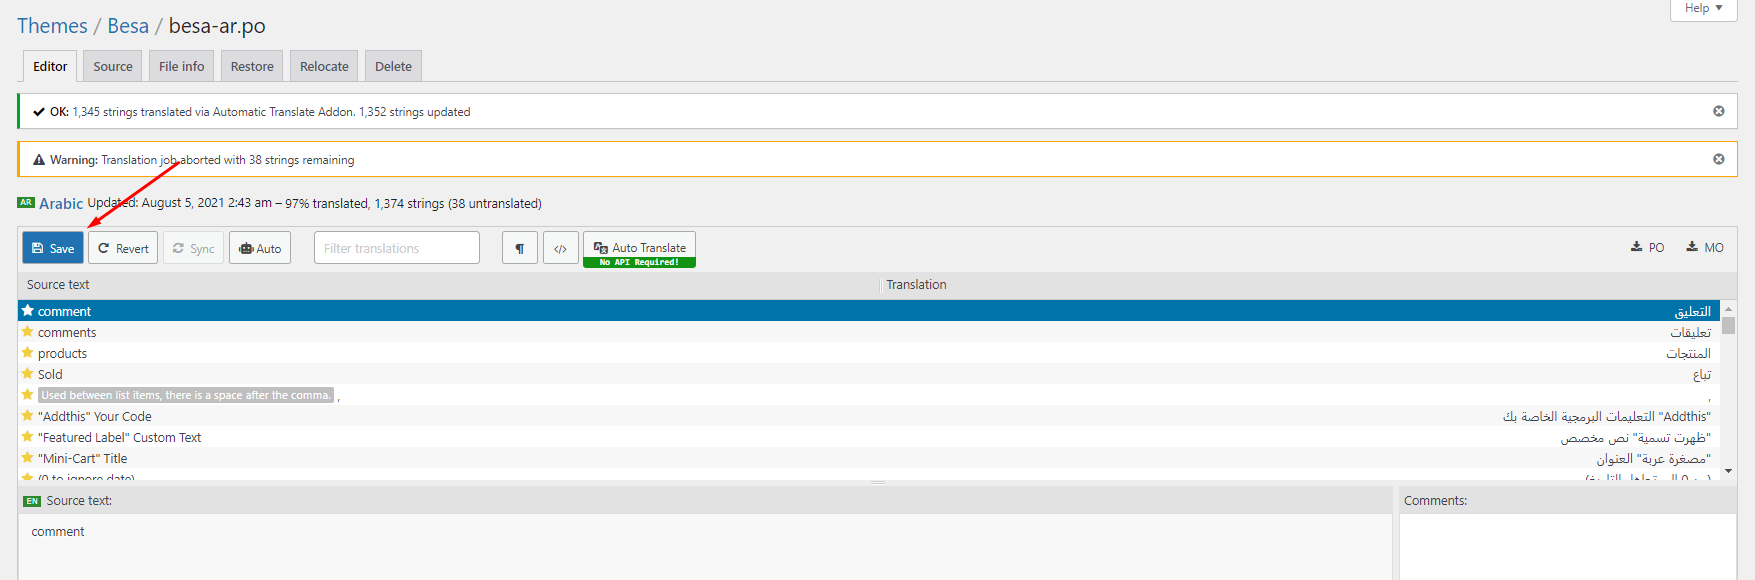 Help ▼
Themes / Besa / besa-ar.po
Editor Source File info Restore Relocate Delete
OK: 1,345 strings translated via Automatic Translate Addon. 1,352 strings updated
Warning: Translation job aborted with 38 strings remaining
AR Arabic Updated: August 5, 2021 2:43 am – 97% translated, 1,374 strings (38 untranslated)
Save Revert Sync Auto Filter translations ¶ </> Auto Translate PO MO
No API Required!
Source text Translation
comment التعليق
comments تعليقات
products المنتجات
Sold تباع
Used between list items, there is a space after the comma. , ,
"Addthis" Your Code "Addthis" التعليمات البرمجية الخاصة بك
"Featured Label" Custom Text "ظهرت تسمية" نص مخصص
"Mini-Cart" Title "مصغرة عربة" العنوان
(0 to ignore date)
EN Source text: Comments:
comment